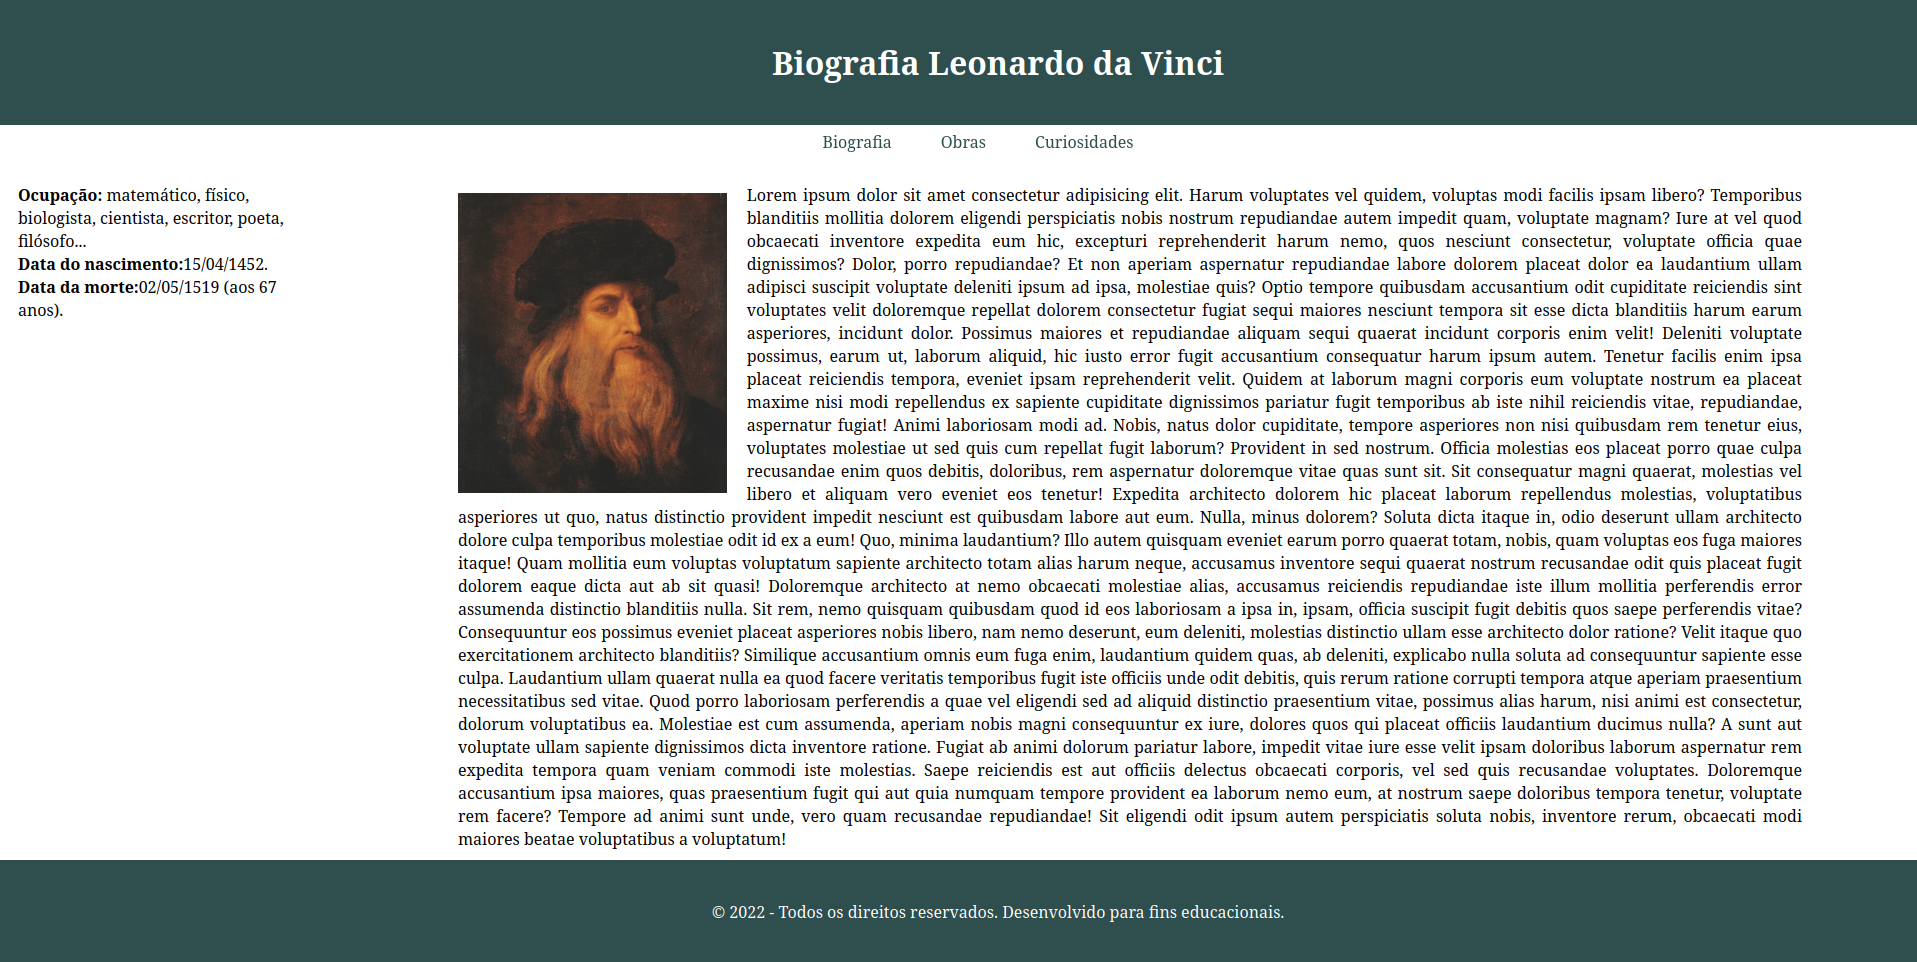 Biografia Leonardo da Vinci
Biografia Obras Curiosidades
Ocupação: matemático, físico,
biologista, cientista, escritor, poeta,
filósofo...
Data do nascimento:15/04/1452.
Data da morte:02/05/1519 (aos 67
anos).
Lorem ipsum dolor sit amet consectetur adipisicing elit. Harum voluptates vel quidem, voluptas modi facilis ipsam libero? Temporibus
blanditiis mollitia dolorem eligendi perspiciatis nobis nostrum repudiandae autem impedit quam, voluptate magnam? Iure at vel quod
obcaecati inventore expedita eum hic, excepturi reprehenderit harum nemo, quos nesciunt consectetur, voluptate officia quae
dignissimos? Dolor, porro repudiandae? Et non aperiam aspernatur repudiandae labore dolorem placeat dolor ea laudantium ullam
adipisci suscipit voluptate deleniti ipsum ad ipsa, molestiae quis? Optio tempore quibusdam accusantium odit cupiditate reiciendis sint
voluptates velit doloremque repellat dolorem consectetur fugiat sequi maiores nesciunt tempora sit esse dicta blanditiis harum earum
asperiores, incidunt dolor. Possimus maiores et repudiandae aliquam sequi quaerat incidunt corporis enim velit! Deleniti voluptate
possimus, earum ut, laborum aliquid, hic iusto error fugit accusantium consequatur harum ipsum autem. Tenetur facilis enim ipsa
placeat reiciendis tempora, eveniet ipsam reprehenderit velit. Quidem at laborum magni corporis eum voluptate nostrum ea placeat
maxime nisi modi repellendus ex sapiente cupiditate dignissimos pariatur fugit temporibus ab iste nihil reiciendis vitae, repudiandae,
aspernatur fugiat! Animi laboriosam modi ad. Nobis, natus dolor cupiditate, tempore asperiores non nisi quibusdam rem tenetur eius,
voluptates molestiae ut sed quis cum repellat fugit laborum? Provident in sed nostrum. Officia molestias eos placeat porro quae culpa
recusandae enim quos debitis, doloribus, rem aspernatur doloremque vitae quas sunt sit. Sit consequatur magni quaerat, molestias vel
libero et aliquam vero eveniet eos tenetur! Expedita architecto dolorem hic placeat laborum repellendus molestias, voluptatibus
asperiores ut quo, natus distinctio provident impedit nesciunt est quibusdam labore aut eum. Nulla, minus dolorem? Soluta dicta itaque in, odio deserunt ullam architecto
dolore culpa temporibus molestiae odit id ex a eum! Quo, minima laudantium? Illo autem quisquam eveniet earum porro quaerat totam, nobis, quam voluptas eos fuga maiores
itaque! Quam mollitia eum voluptas voluptatum sapiente architecto totam alias harum neque, accusamus inventore sequi quaerat nostrum recusandae odit quis placeat fugit
dolorem eaque dicta aut ab sit quasi! Doloremque architecto at nemo obcaecati molestiae alias, accusamus reiciendis repudiandae iste illum mollitia perferendis error
assumenda distinctio blanditiis nulla. Sit rem, nemo quisquam quibusdam quod id eos laboriosam a ipsa in, ipsam, officia suscipit fugit debitis quos saepe perferendis vitae?
Consequuntur eos possimus eveniet placeat asperiores nobis libero, nam nemo deserunt, eum deleniti, molestias distinctio ullam esse architecto dolor ratione? Velit itaque quo
exercitationem architecto blanditiis? Similique accusantium omnis eum fuga enim, laudantium quidem quas, ab deleniti, explicabo nulla soluta ad consequuntur sapiente esse
culpa. Laudantium ullam quaerat nulla ea quod facere veritatis temporibus fugit iste officiis unde odit debitis, quis rerum ratione corrupti tempora atque aperiam praesentium
necessitatibus sed vitae. Quod porro laboriosam perferendis a quae vel eligendi sed ad aliquid distinctio praesentium vitae, possimus alias harum, nisi animi est consectetur,
dolorum voluptatibus ea. Molestiae est cum assumenda, aperiam nobis magni consequuntur ex iure, dolores quos qui placeat officiis laudantium ducimus nulla? A sunt aut
voluptate ullam sapiente dignissimos dicta inventore ratione. Fugiat ab animi dolorum pariatur labore, impedit vitae iure esse velit ipsam doloribus laborum aspernatur rem
expedita tempora quam veniam commodi iste molestias. Saepe reiciendis est aut officiis delectus obcaecati corporis, vel sed quis recusandae voluptates. Doloremque
accusantium ipsa maiores, quas praesentium fugit qui aut quia numquam tempore provident ea laborum nemo eum, at nostrum saepe doloribus tempora tenetur, voluptate
rem facere? Tempore ad animi sunt unde, vero quam recusandae repudiandae! Sit eligendi odit ipsum autem perspiciatis soluta nobis, inventore rerum, obcaecati modi
maiores beatae voluptatibus a voluptatum!
© 2022 - Todos os direitos reservados. Desenvolvido para fins educacionais.